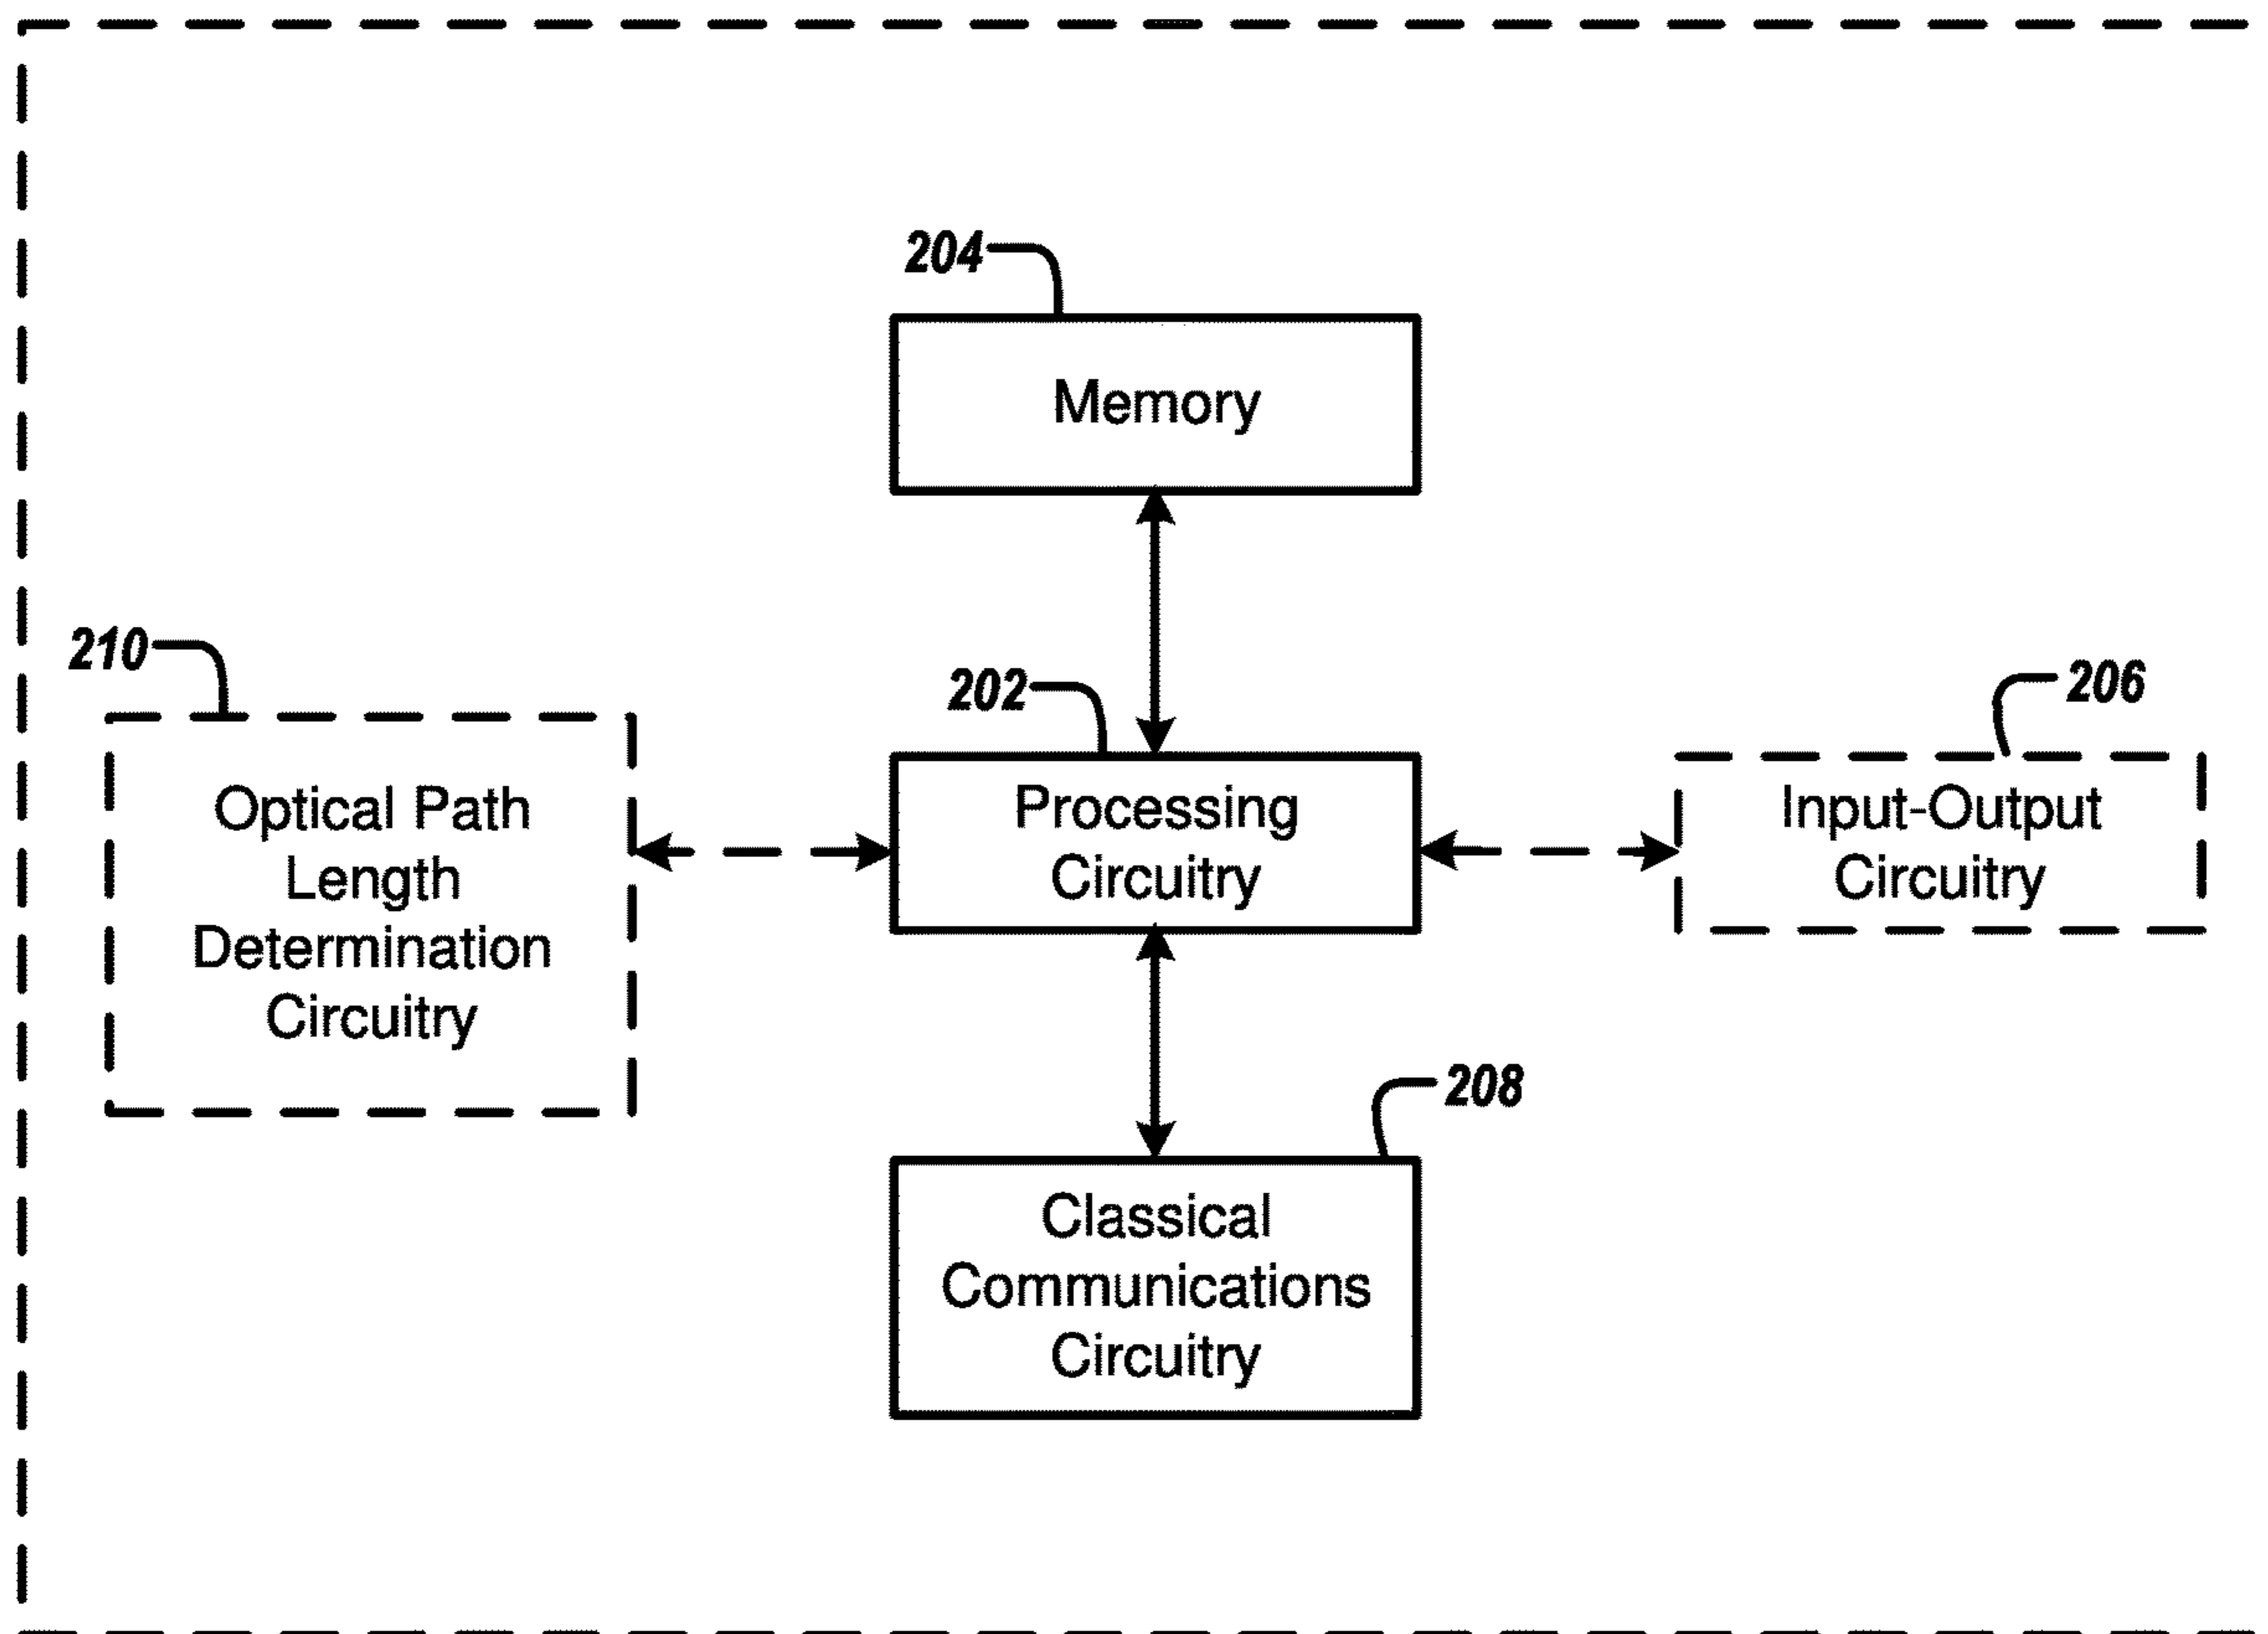 204
Memory
210
202
206
Optical Path
Length
Determination
Circuitry
Processing
Circuitry
Input-Output
Circuitry
208
Classical
Communications
Circuitry